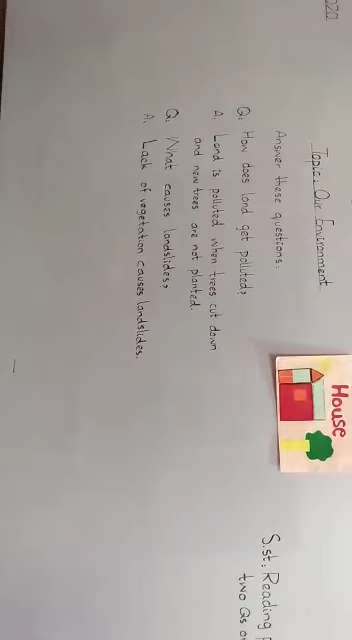 2020
Topic: Our Environment
Answer these questions:
Q: How does land get polluted?
A. Land is polluted when trees cut down
and new trees are not planted.
Q: What causes landslides?
A. Lack of vegetation causes landslides.
House
S.st: Reading
two Qs